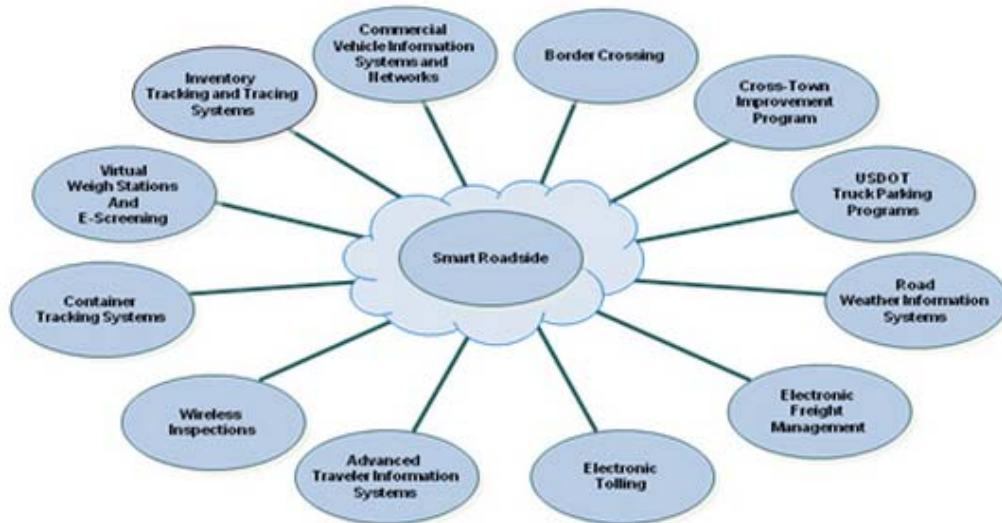 Commercial
Vehicle Information
Systems and
Networks
Border Crossing
Inventory
Tracking and Tracing
Systems
Cross-Town
Improvement
Program
Virtual
Weigh Stations
And
E-Screening
USDOT
Truck Parking
Programs
Smart Roadside
Container
Tracking Systems
Road
Weather Information
Systems
Wireless
Inspections
Electronic
Freight
Management
Advanced
Traveler Information
Systems
Electronic
Tolling